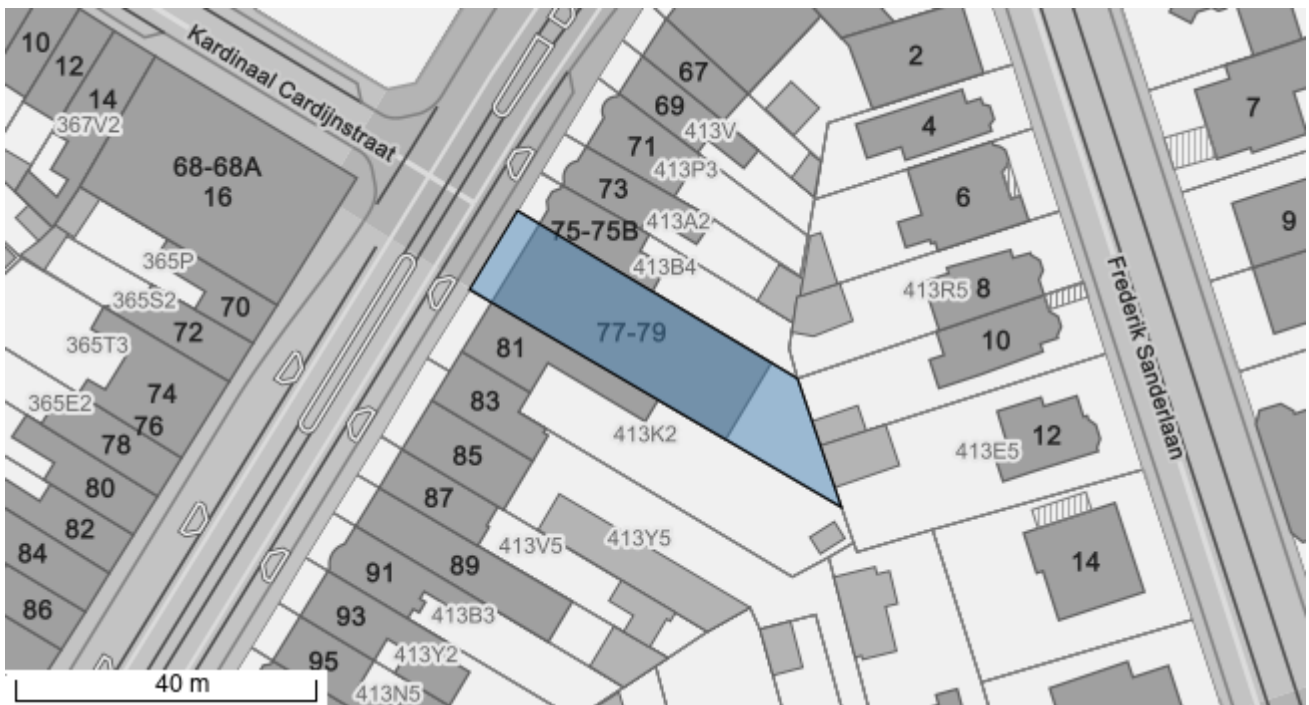 10
12
14
367V2
Kardinaal Cardijnstraat
68-68A
16
365P
365S2
70
72
365T3
74
76
365E2
78
80
82
84
86
67
69
413V
71
413P3
73
413A2
75-75B
413B4
77-79
81
83
413K2
85
87
413V5
413Y5
89
91
413B3
93
413Y2
95
413N5
2
4
6
413R5
8
10
12
413E5
14
7
9
Frederik Sanderlaan
40 m